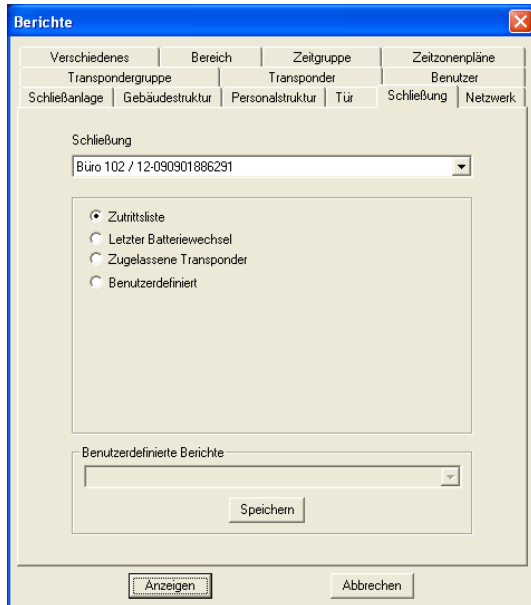 Berichte
Verschiedenes Bereich Zeitgruppe Zeitzonenpläne
Transpondergruppe Transponder Benutzer
Schließanlage Gebäudestruktur Personalstruktur Tür Schließung Netzwerk
Schließung
Büro 102 / 12-090901886291
Zutrittsliste
Letzter Batteriewechsel
Zugelassene Transponder
Benutzerdefiniert
Benutzerdefinierte Berichte
Speichern
Anzeigen Abbrechen